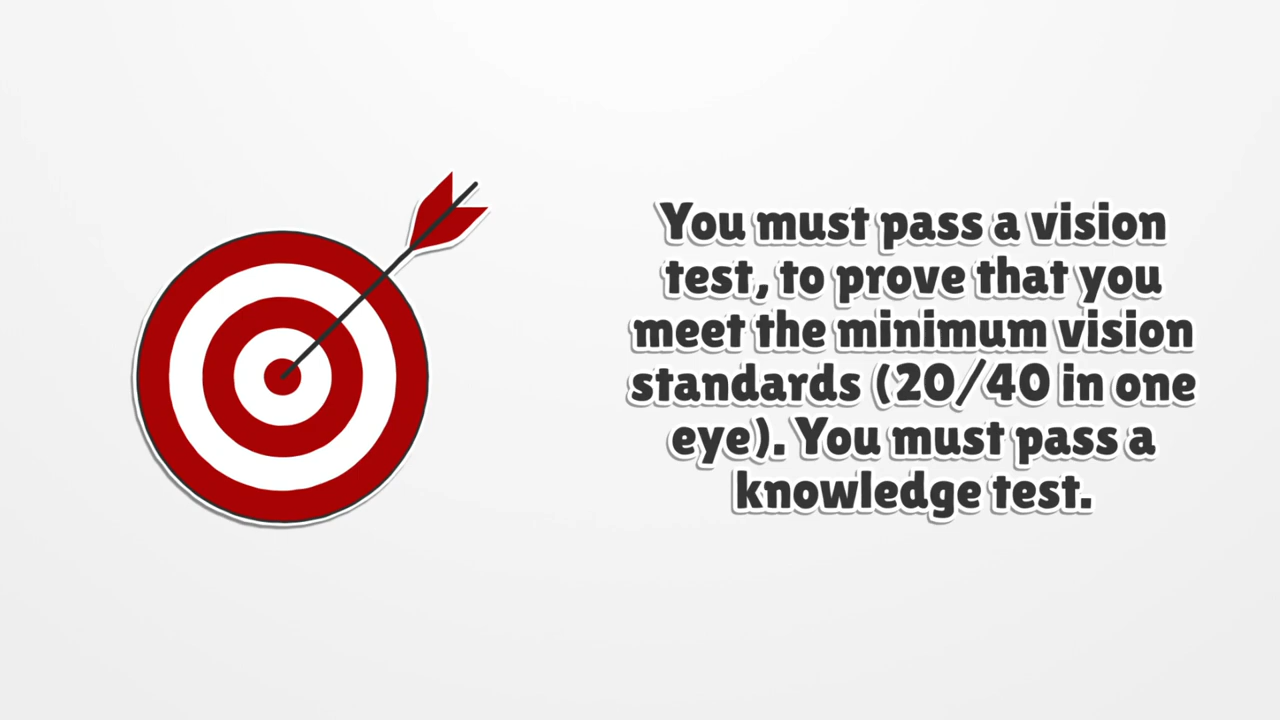 You must pass a vision
test, to prove that you
meet the minimum vision
standards (20/40 in one
eye). You must pass a
knowledge test.